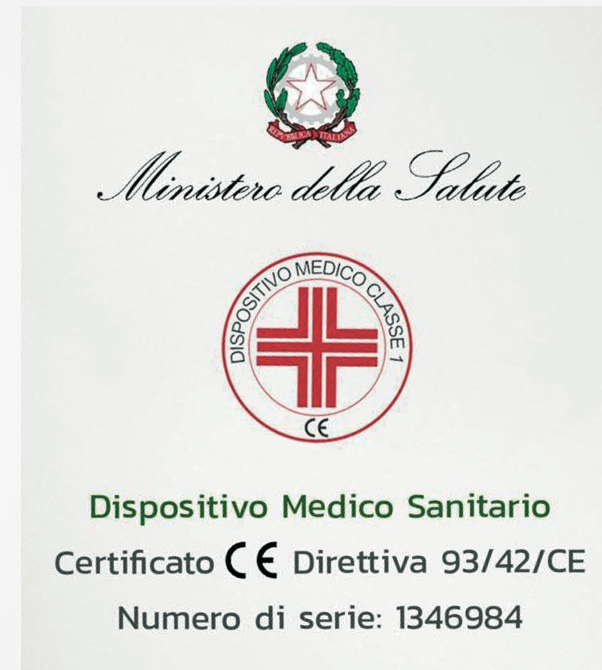 REPVBBLICA ITALIANA
Ministero della Salute
DISPOSITIVO MEDICO CLASSE 1
CE
Dispositivo Medico Sanitario
Certificato CE Direttiva 93/42/CE
Numero di serie: 1346984